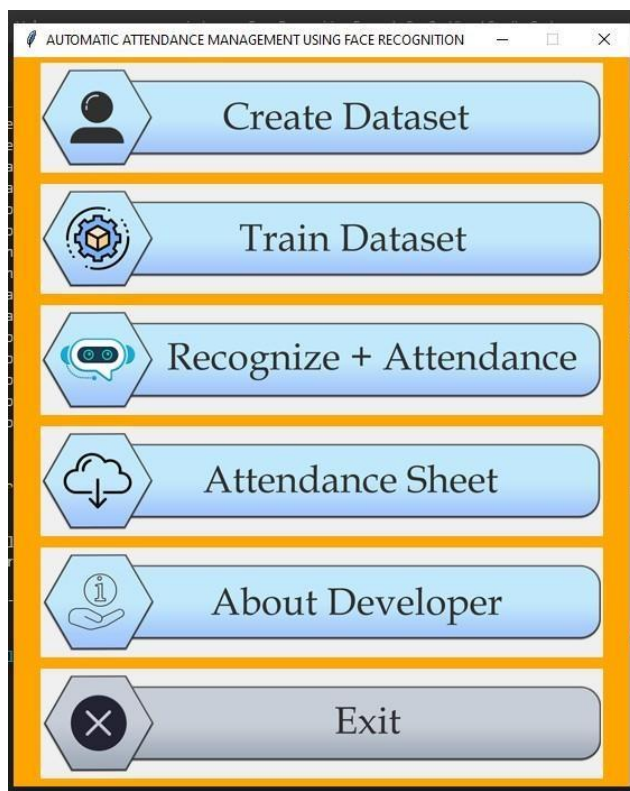 AUTOMATIC ATTENDANCE MANAGEMENT USING FACE RECOGNITION
Create Dataset
Train Dataset
Recognize + Attendance
Attendance Sheet
i
About Developer
Exit